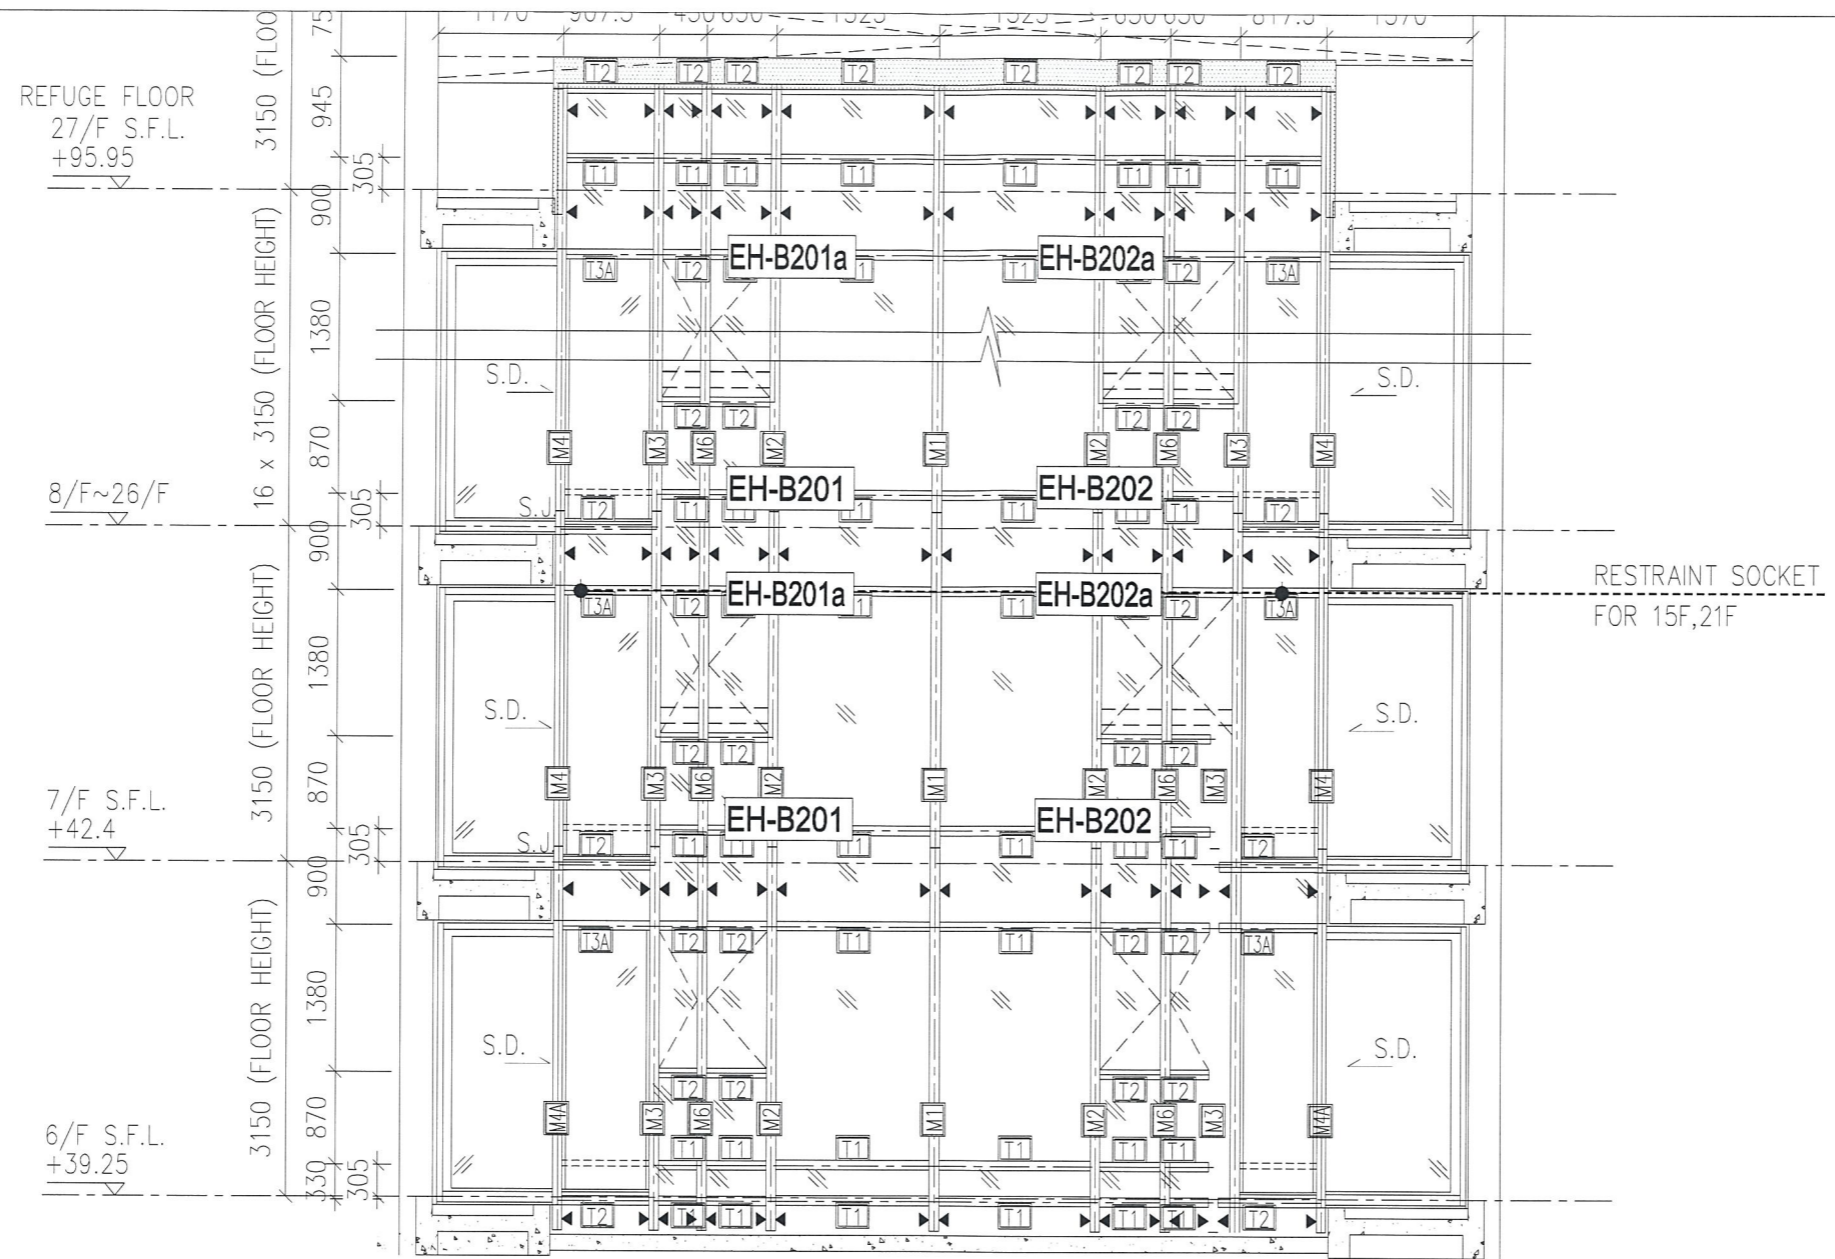 945
REFUGE FLOOR
27/F S.F.L.
+95.95
3150 (FLOO
75
305
900
T2 T2 T2 T2 T2 T2 T2 T2
T1 T1 T1 T1 T1 T1 T1 T1
EH-B201a EH-B202a
T3A T2 T1 T2 T3A
1380
16 x 3150 (FLOOR HEIGHT)
S.D. S.D.
T2 T2 T2 T2
870
M4 M3 M6 M2 M1 M2 M6 M3 M4
EH-B201 EH-B202
8/F~26/F
305
S.J. T2 T1 T1 T1 T2
900
EH-B201a EH-B202a
T3A T2 T1 T2 T3A
RESTRAINT SOCKET
FOR 15F,21F
1380
3150 (FLOOR HEIGHT)
S.D. S.D.
T2 T2 T2 T2
870
M4 M3 M6 M2 M1 M2 M6 M3 M4
7/F S.F.L.
+42.4
EH-B201 EH-B202
305
S.J. T2 T1 T1 T1 T1 T2
900
T3A T2 T2 T1 T1 T2 T2 T3A
1380
3150 (FLOOR HEIGHT)
S.D. S.D.
T2 T2 T2 T2
870
M4A M3 M6 M2 M1 M2 M6 M3 M4A
6/F S.F.L.
+39.25
T1 T1 T1 T1 T1 T1
330
305
T2 T1 T1 T1 T1 T1 T1 T2